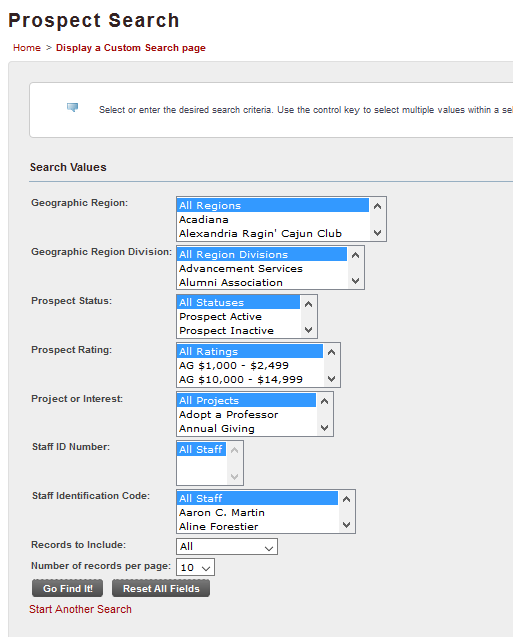 Prospect Search
Home > Display a Custom Search page
Select or enter the desired search criteria. Use the control key to select multiple values within a
Search Values
Geographic Region:
All Regions
Acadiana
Alexandria Ragin' Cajun Club
Geographic Region Division:
All Region Divisions
Advancement Services
Alumni Association
Prospect Status:
All Statuses
Prospect Active
Prospect Inactive
Prospect Rating:
All Ratings
AG $1,000 - $2,499
AG $10,000 - $14,999
Project or Interest:
All Projects
Adopt a Professor
Annual Giving
Staff ID Number:
All Staff
Staff Identification Code:
All Staff
Aaron C. Martin
Aline Forestier
Records to Include:
All
Number of records per page:
10
Go Find It! Reset All Fields
Start Another Search